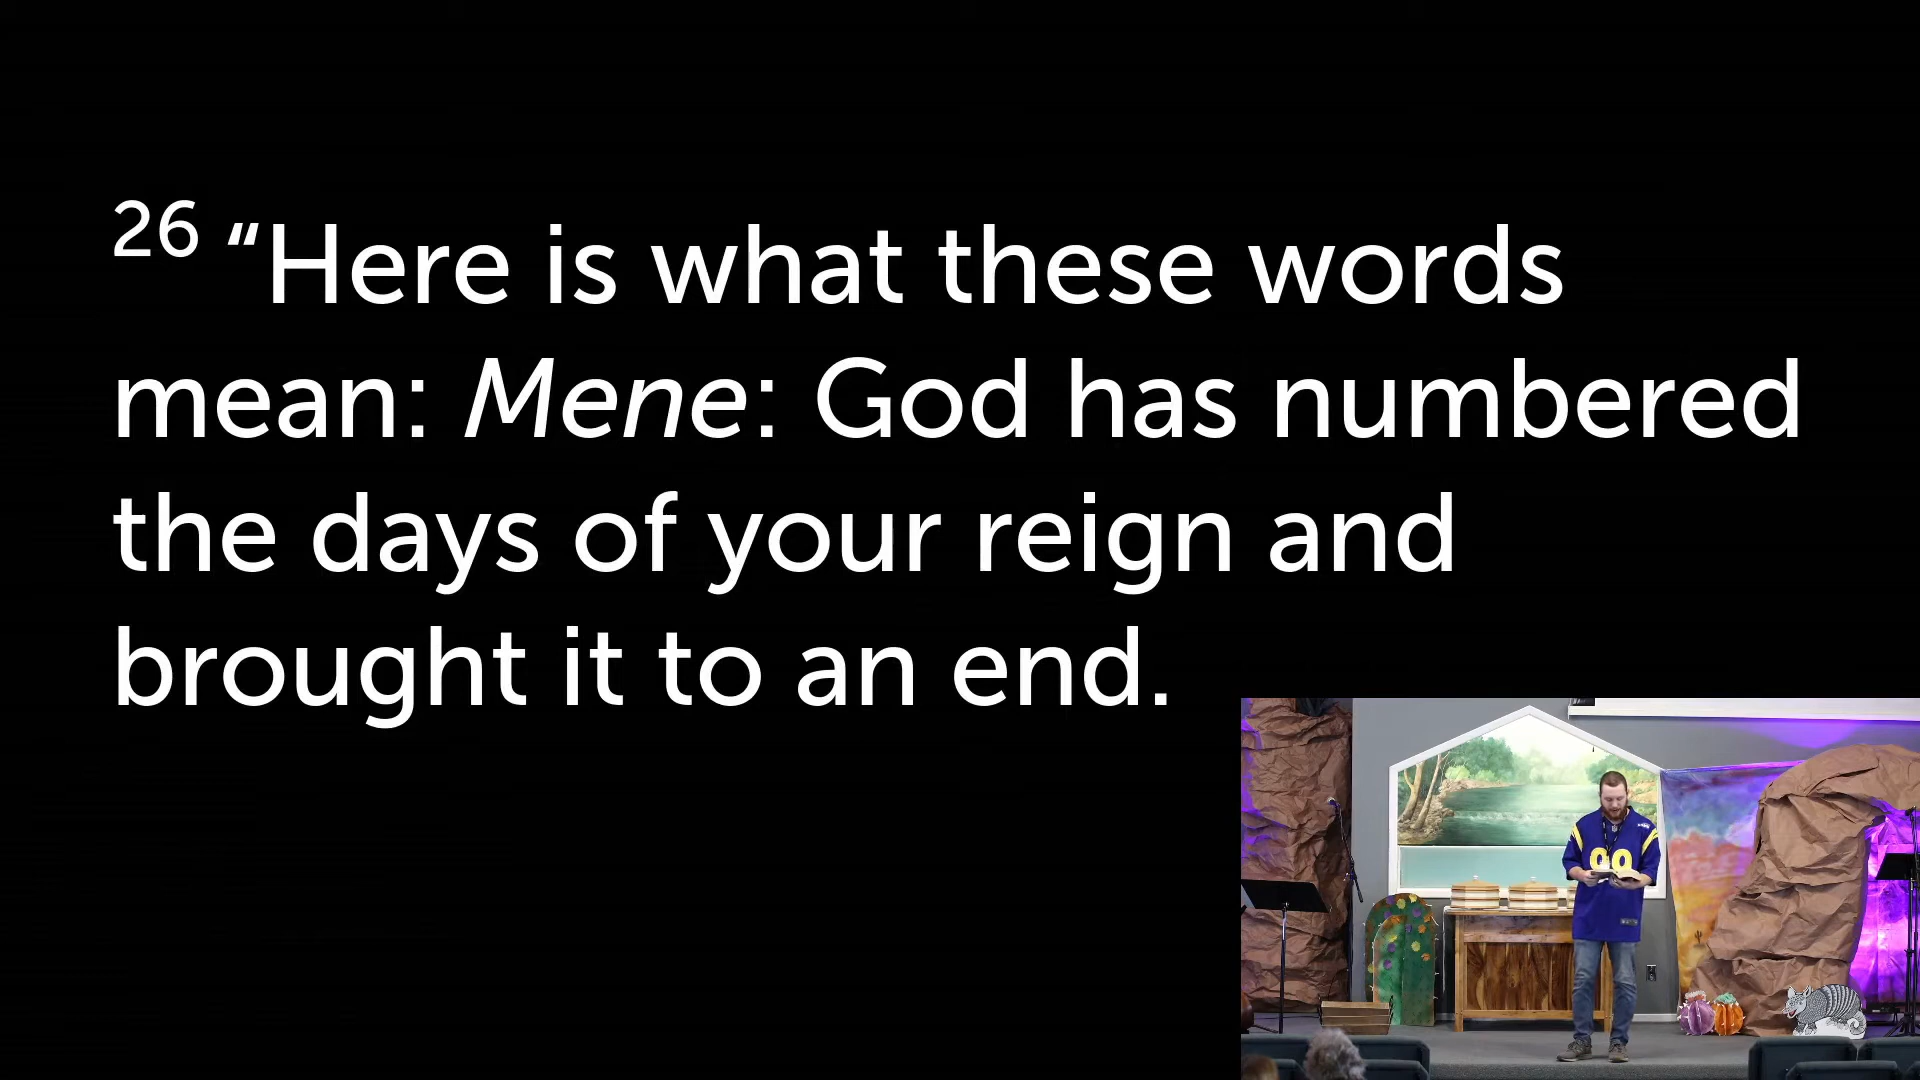 26 “Here is what these words
mean: Mene: God has numbered
the days of your reign and
brought it to an end.